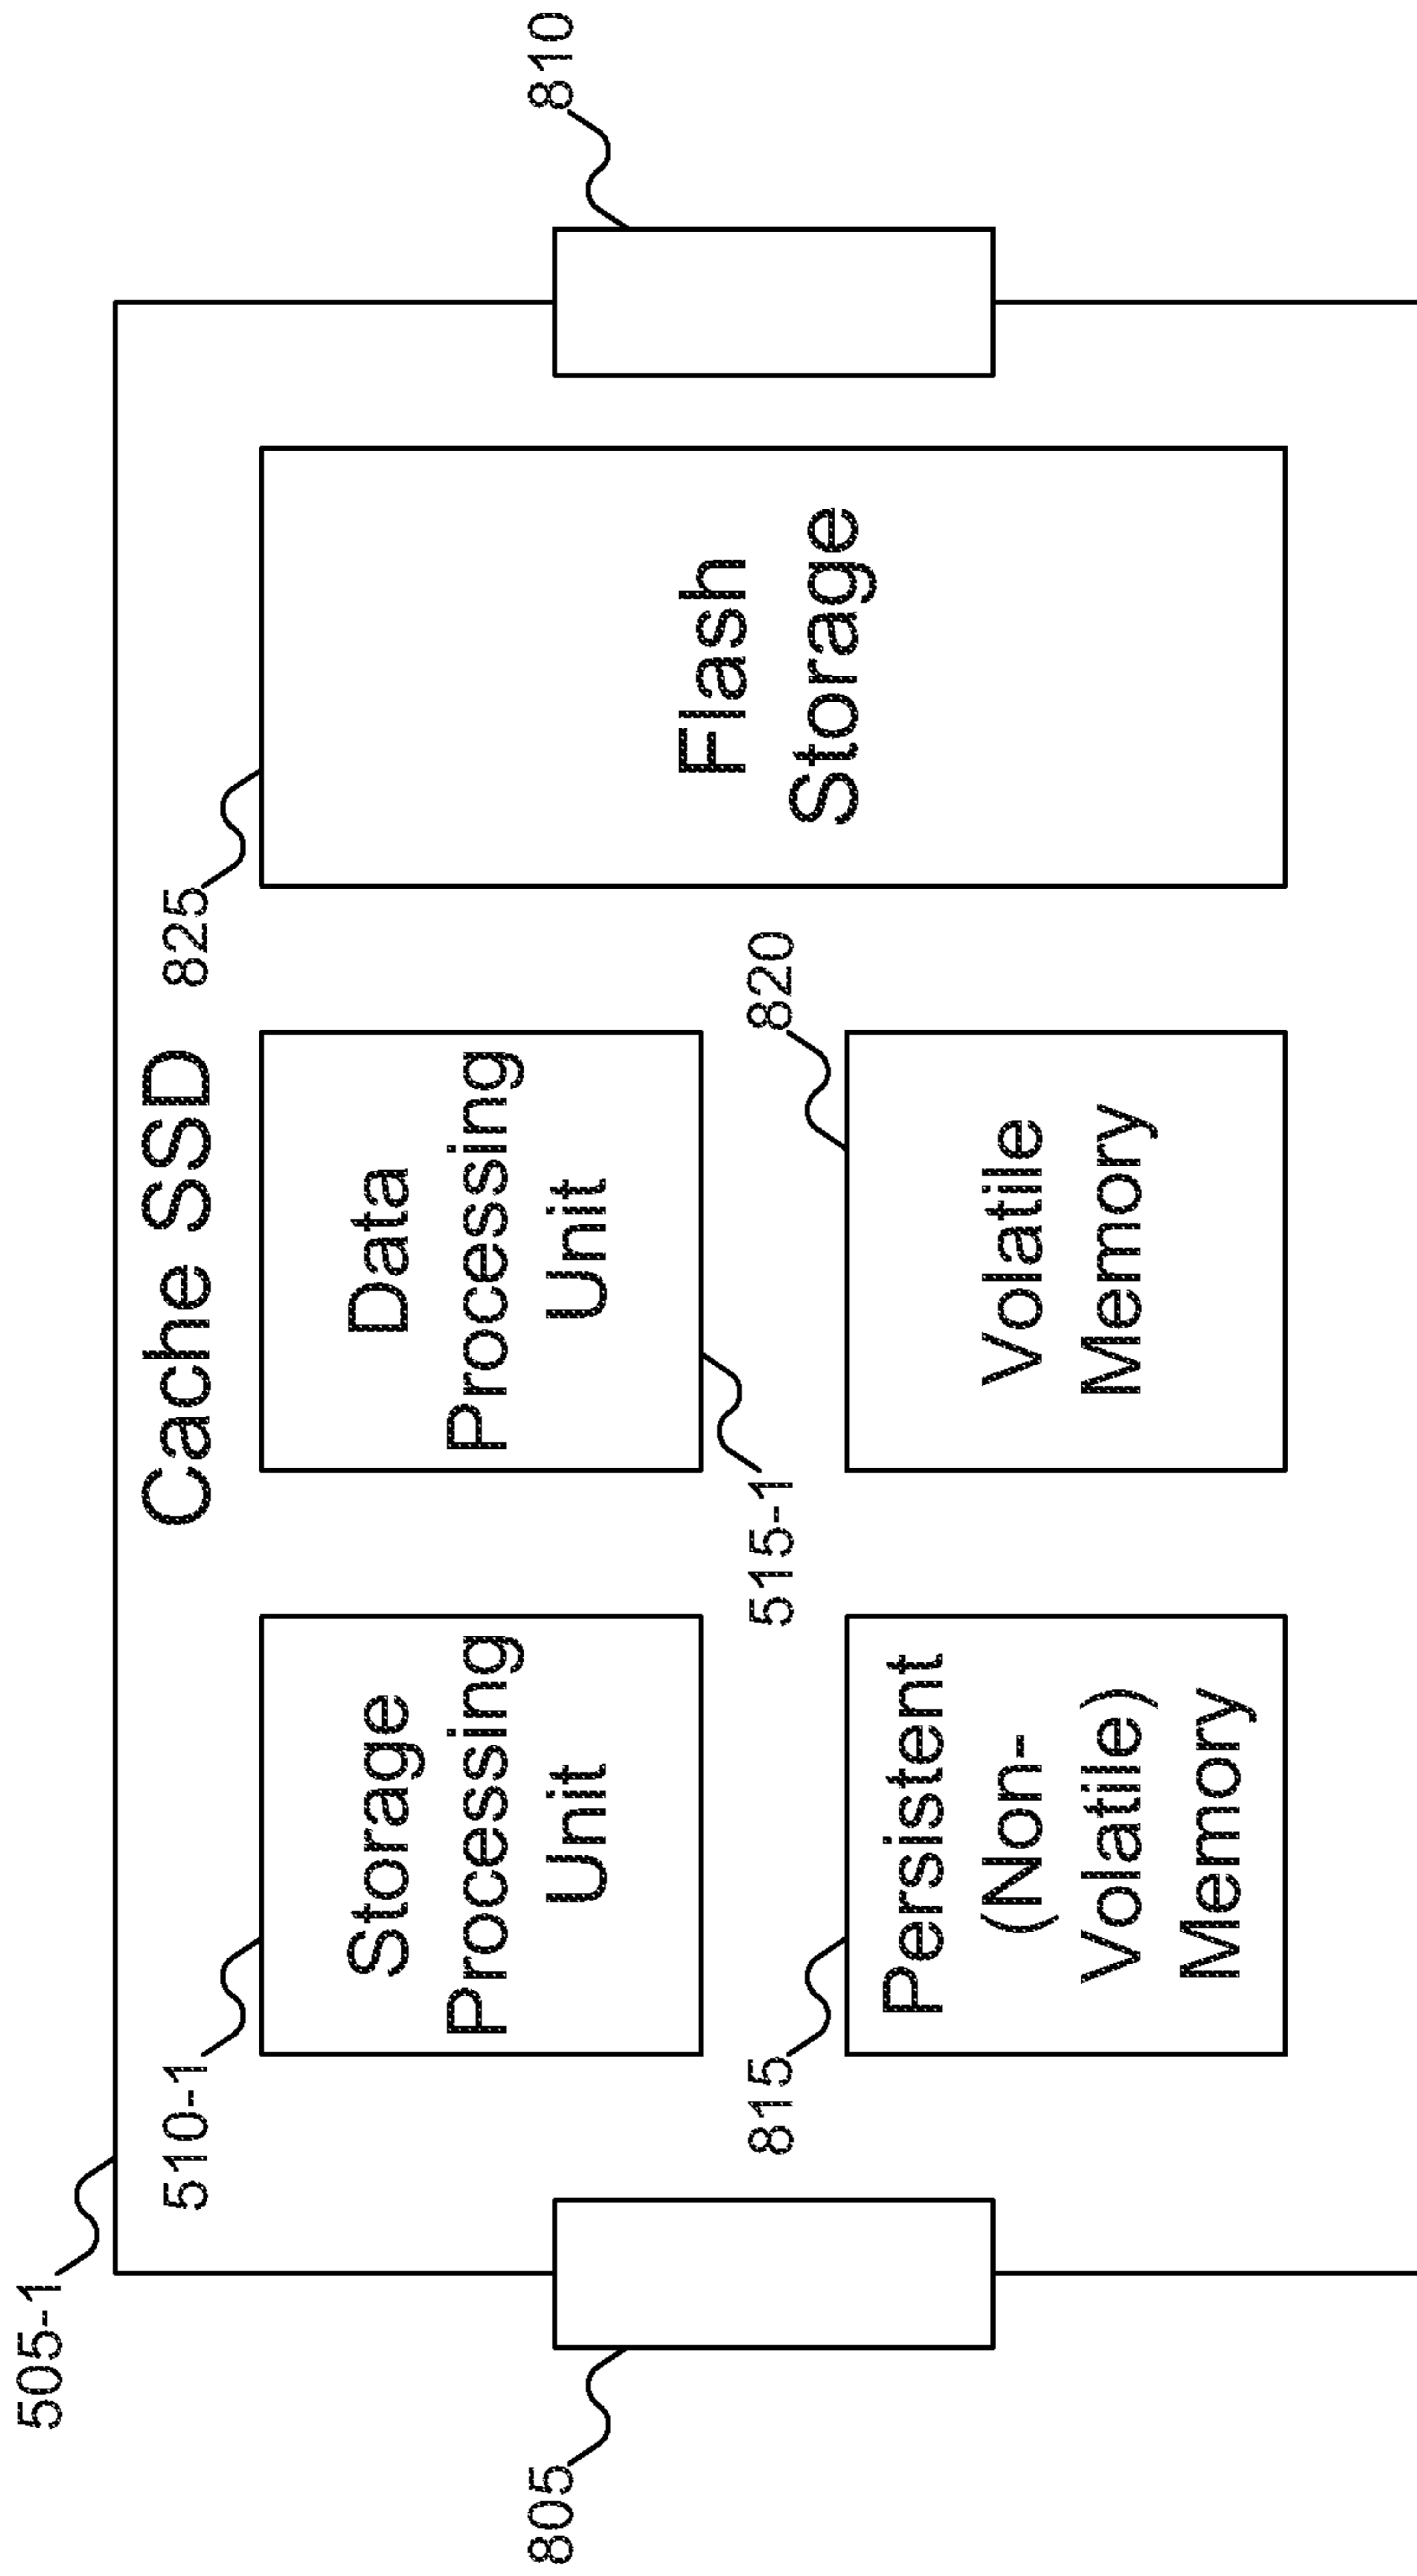 505-1
Cache SSD
510-1
825
Storage
Processing
Unit
Data
Processing
Unit
Flash
Storage
805
810
815
515-1
820
Persistent
(Non-
Volatile)
Memory
Volatile
Memory